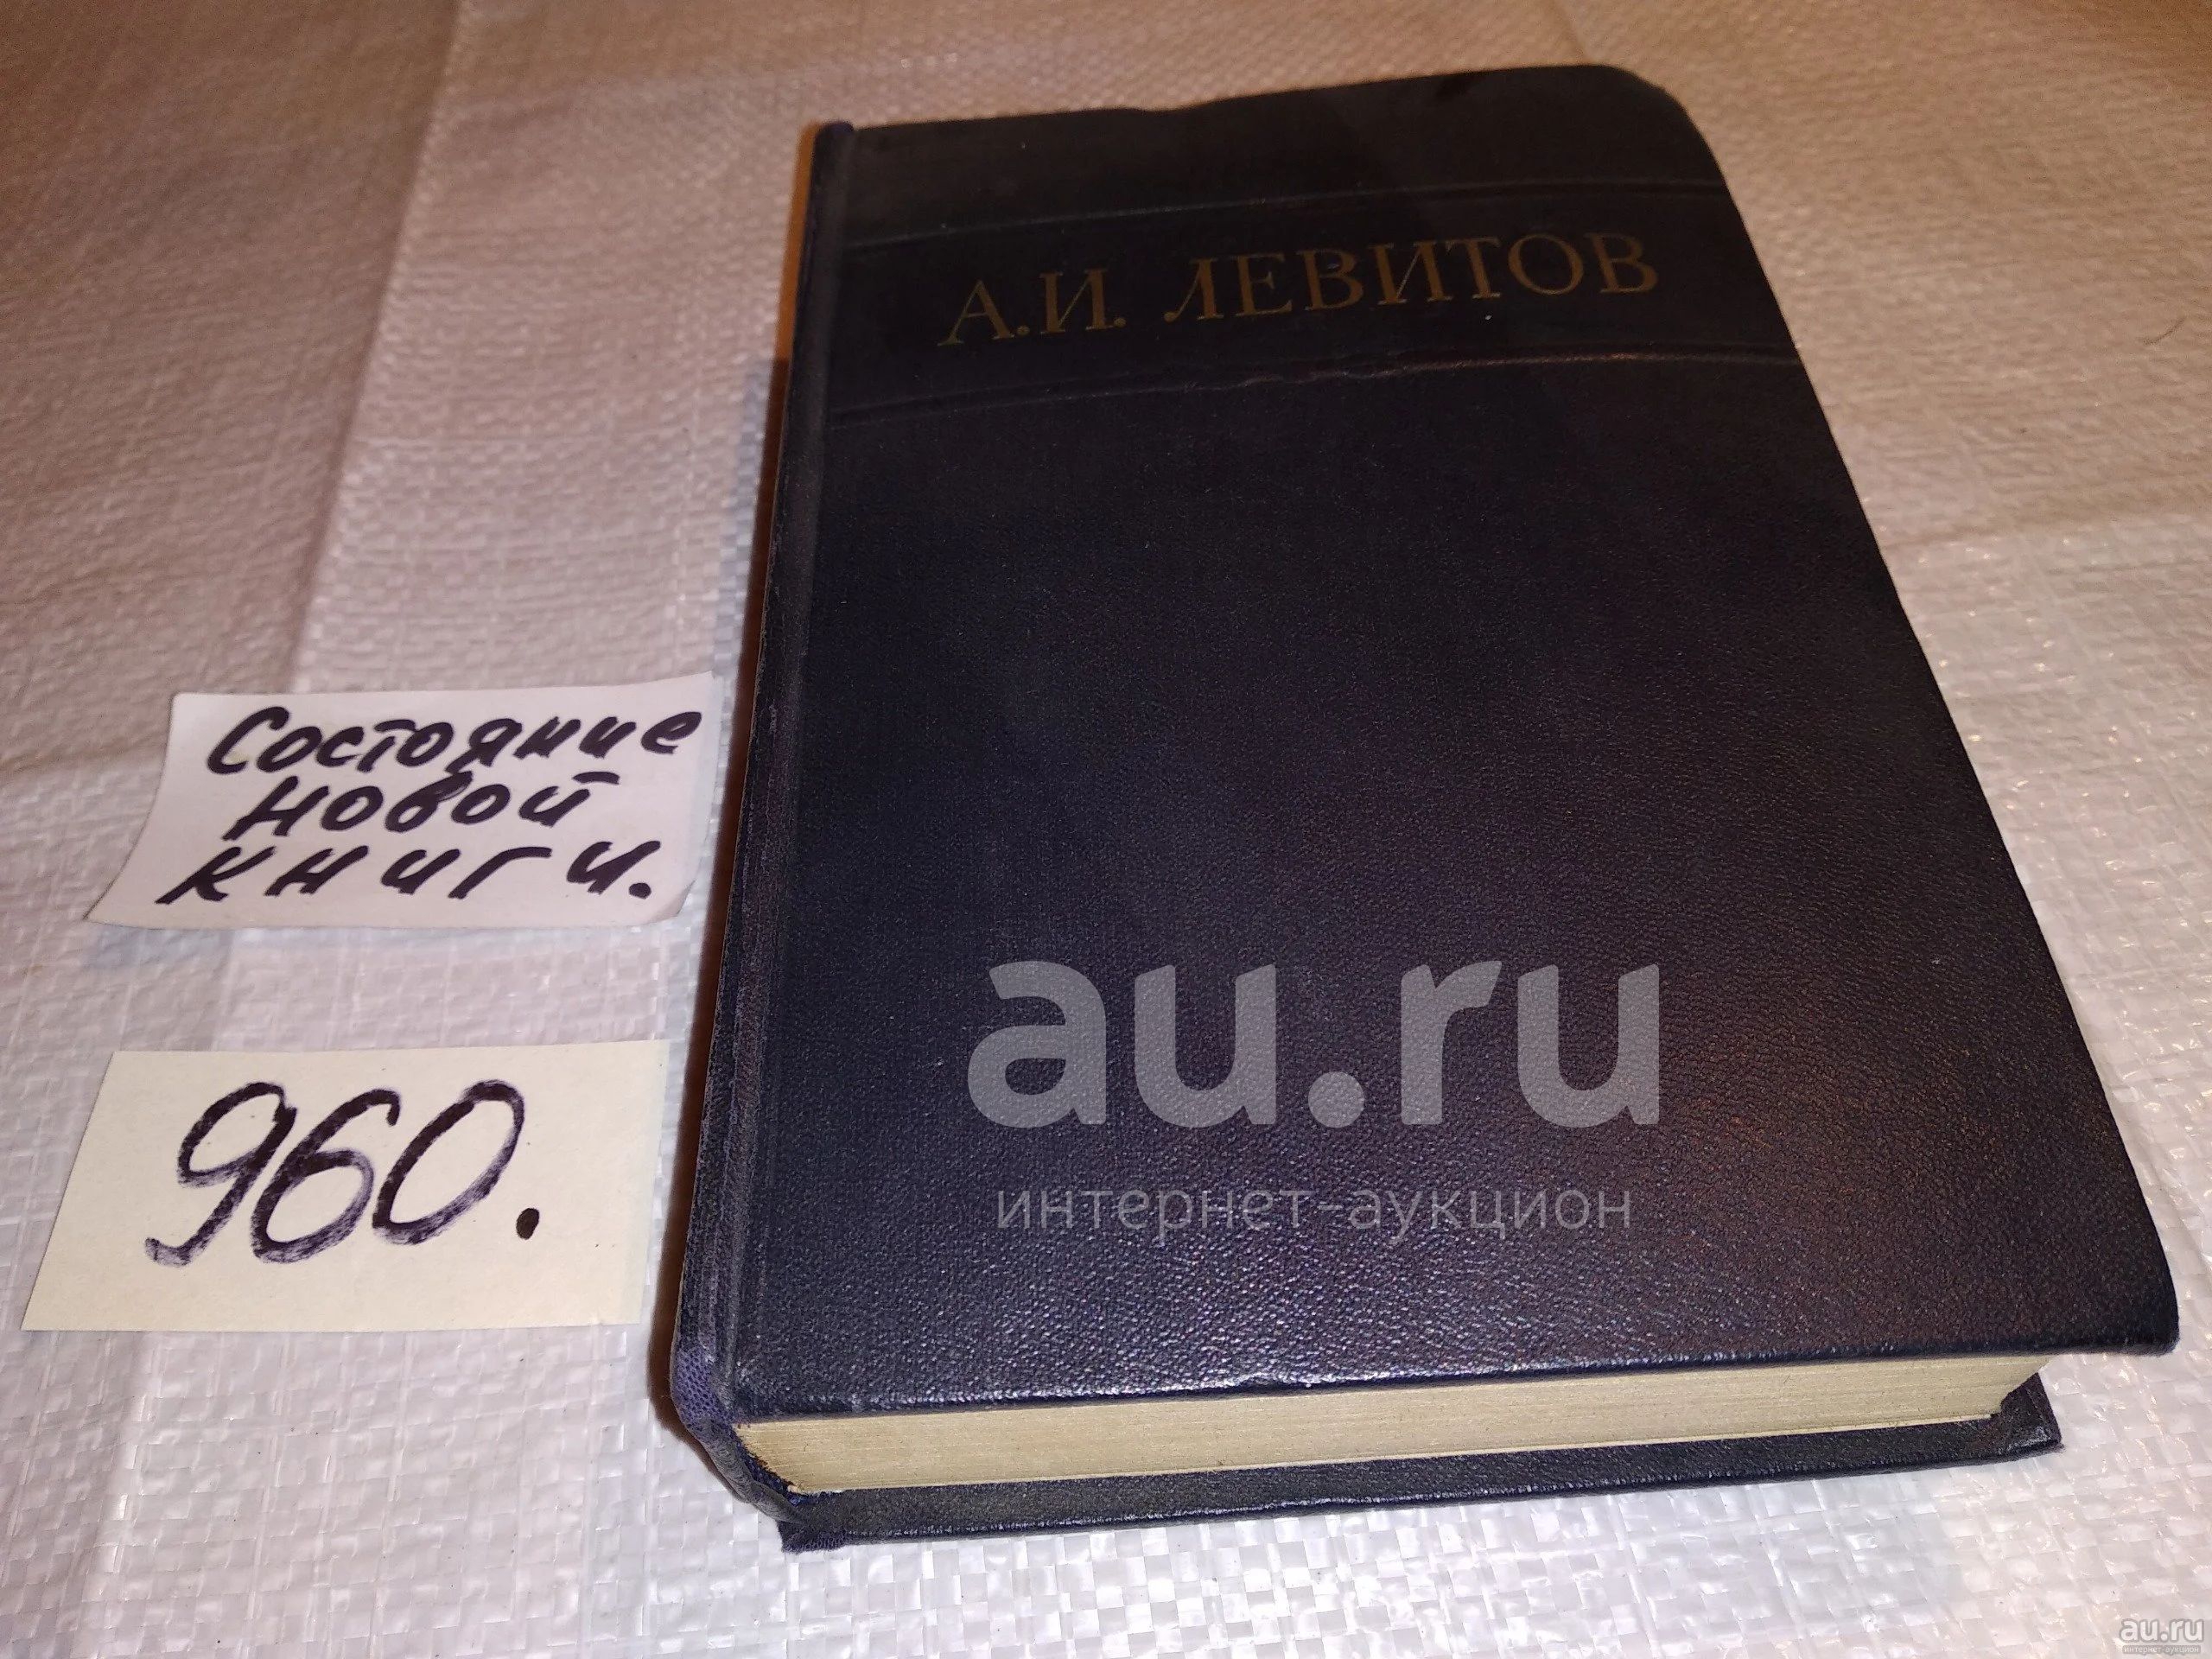 А.И. ЛЕВИТОВ
Состояние
новой
книги.
960.
au.ru
интернет-аукцион
au.ru
интернет-аукцион